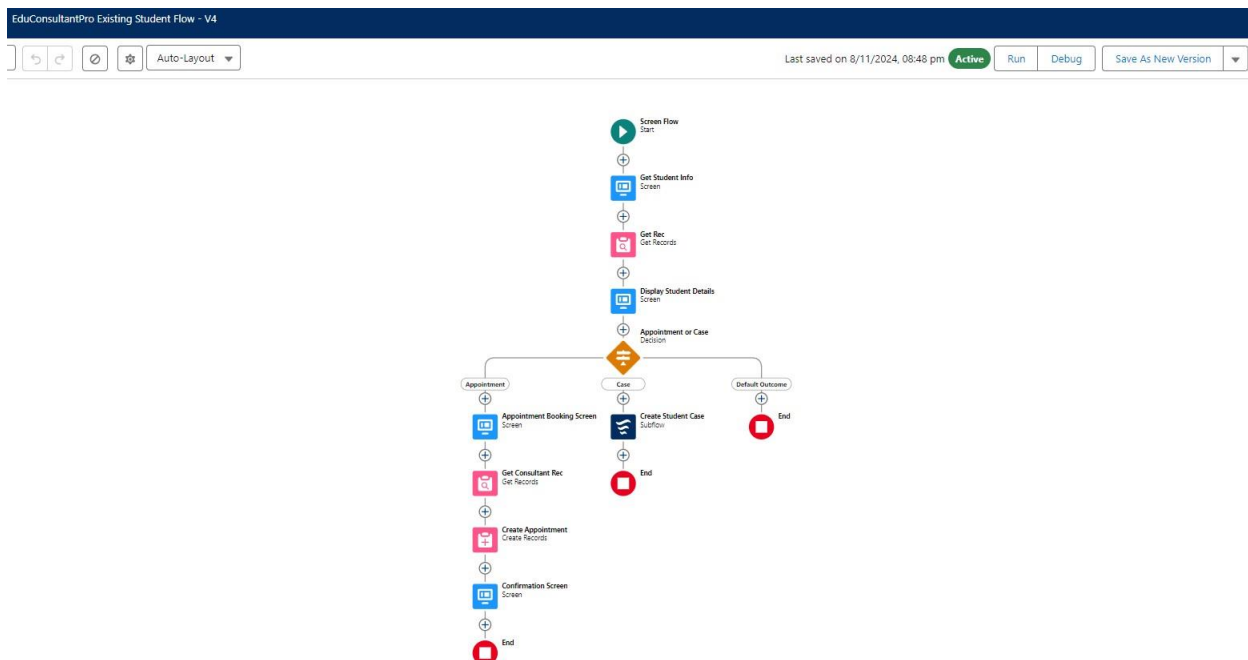 EduConsultantPro Existing Student Flow - V4
Auto-Layout
Last saved on 8/11/2024, 08:48 pm
Active
Run
Debug
Save As New Version
Screen Flow
Start
Get Student Info
Screen
Get Rec
Get Records
Display Student Details
Screen
Appointment or Case
Decision
Appointment
Case
Default Outcome
Appointment Booking Screen
Screen
Create Student Case
Subflow
End
Get Consultant Rec
Get Records
End
Create Appointment
Create Records
Confirmation Screen
Screen
End